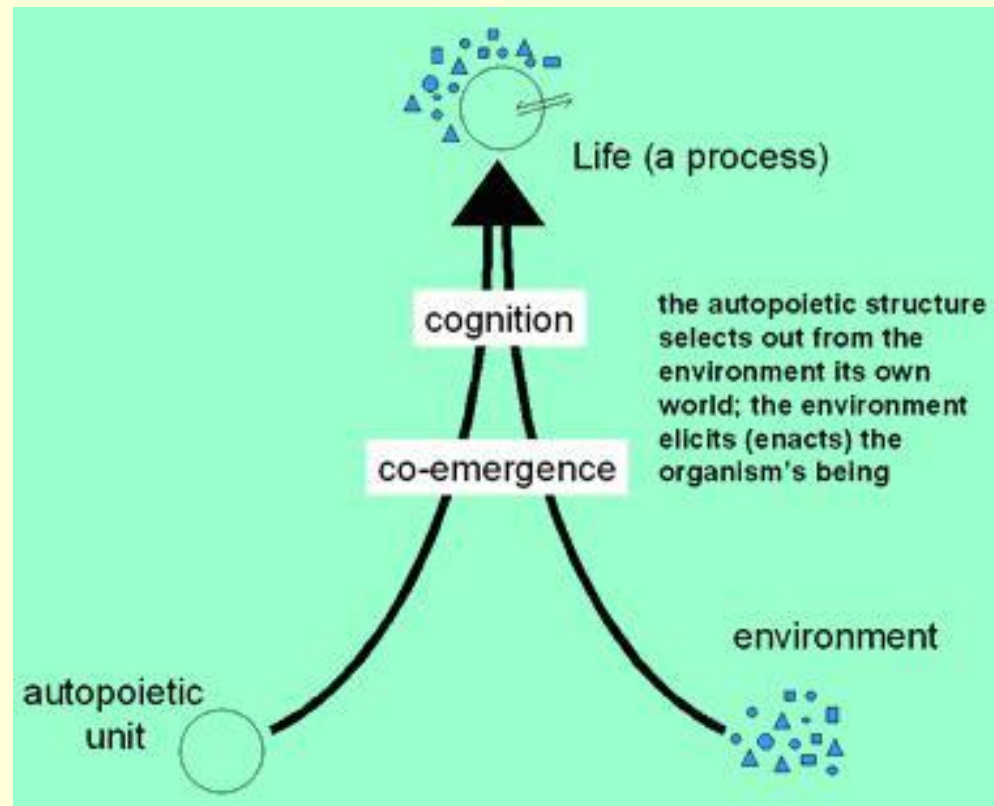 Life (a process)
cognition
the autopoietic structure
selects out from the
environment its own
world; the environment
elicits (enacts) the
organism's being
co-emergence
environment
autopoietic
unit